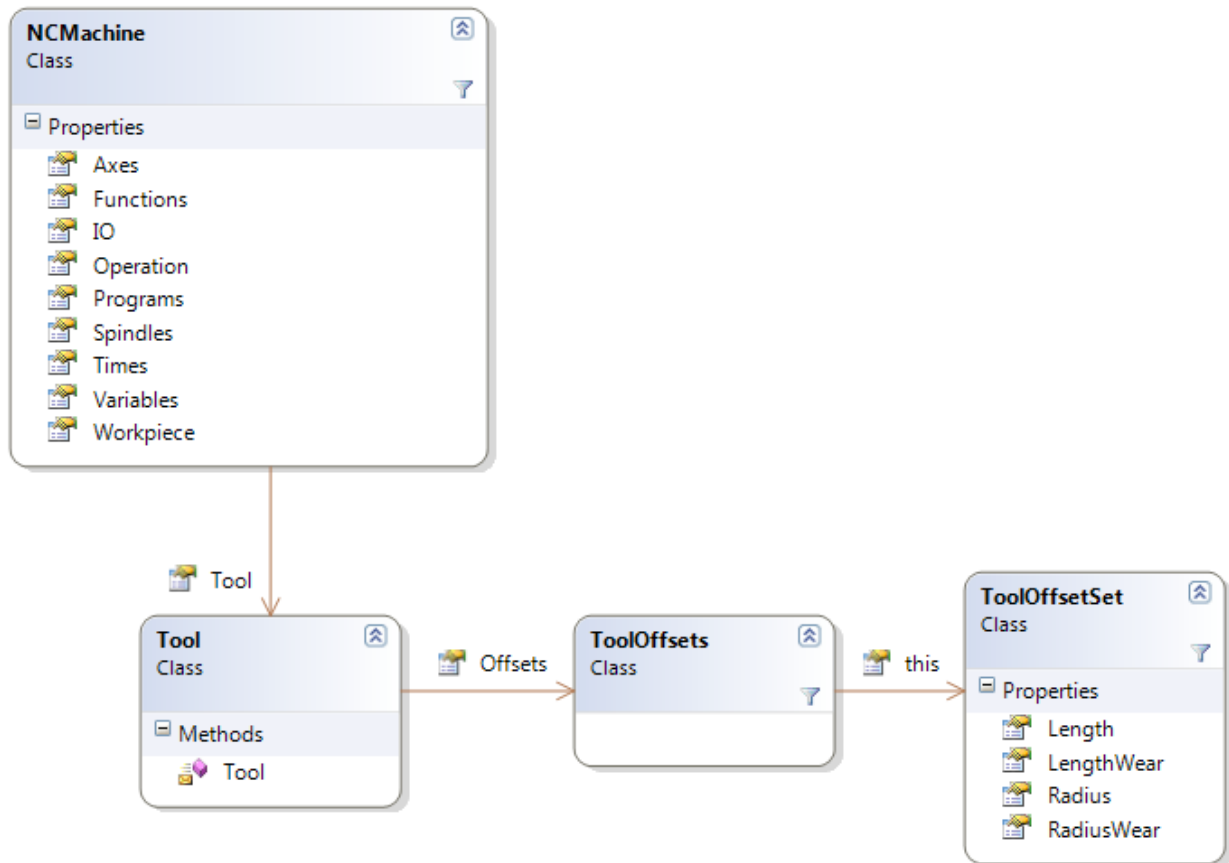 NCMachine
Class
Properties
Axes
Functions
IO
Operation
Programs
Spindles
Times
Variables
Workpiece
Tool
Tool
Class
Methods
Tool
Offsets
ToolOffsets
Class
this
ToolOffsetSet
Class
Properties
Length
LengthWear
Radius
RadiusWear